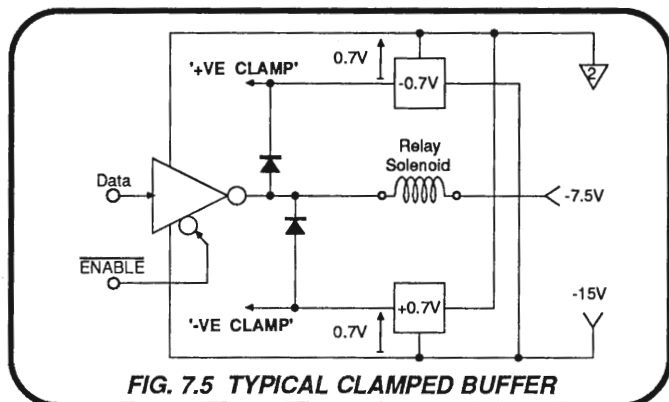 0.7V
2
'+VE CLAMP'
-0.7V
Relay
Solenoid
Data
-7.5V
ENABLE
-15V
+0.7V
'-VE CLAMP'
0.7V
FIG. 7.5 TYPICAL CLAMPED BUFFER